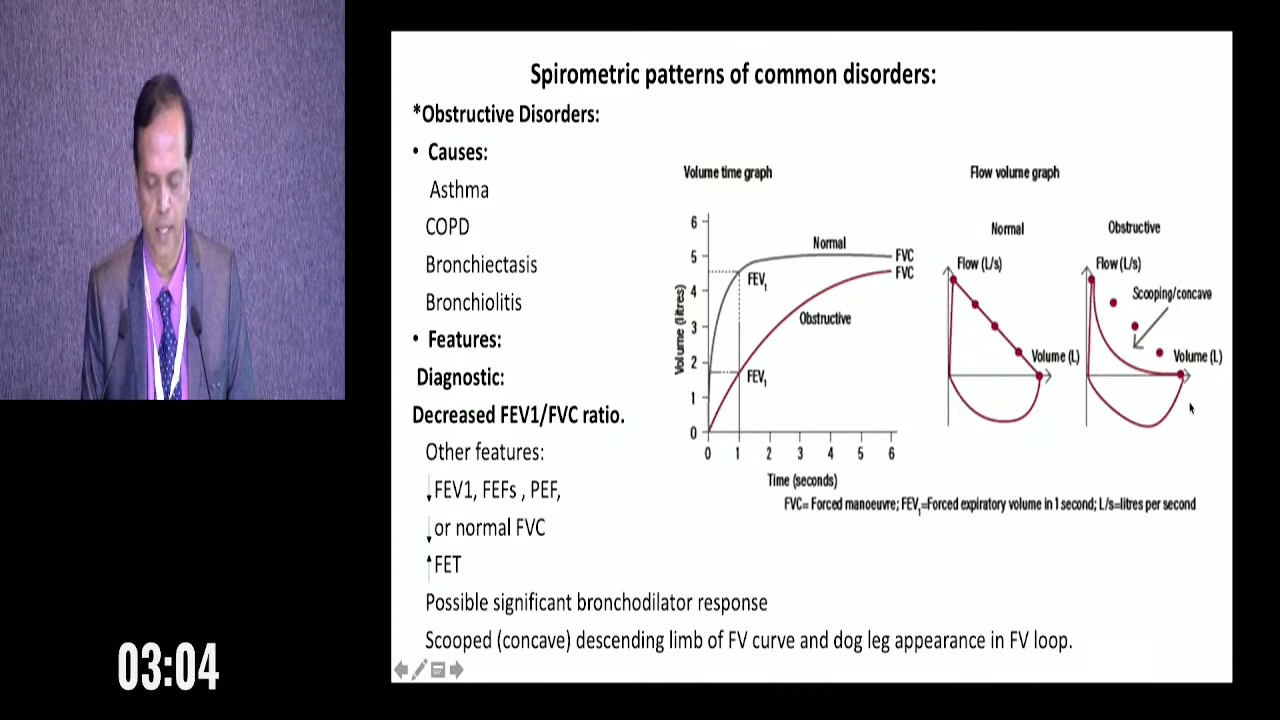 Spirometric patterns of common disorders:
*Obstructive Disorders:
• Causes:
Asthma
COPD
Bronchiectasis
Bronchiolitis
• Features:
Diagnostic:
Decreased FEV1/FVC ratio.
Other features:
↓FEV1, FEFs , PEF,
↓or normal FVC
↑FET
Possible significant bronchodilator response
Scooped (concave) descending limb of FV curve and dog leg appearance in FV loop.
Volume time graph
Volume (litres)
6
5
4
3
2
1
0
Normal
FVC
FVC
FEV₁
Obstructive
FEV₁
0 1 2 3 4 5 6
Time (seconds)
Flow volume graph
Normal
Flow (L/s)
Volume (L)
Obstructive
Flow (L/s)
Scooping/concave
Volume (L)
FVC= Forced manoeuvre; FEV₁=Forced expiratory volume in 1 second; L/s=litres per second
03:04